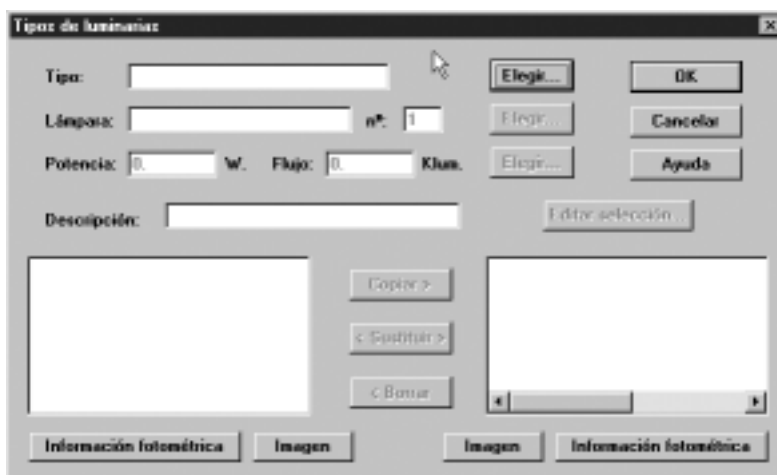 Tipos de luminarias
Tipo: Elegir... OK
Lámpara: nº: 1 Elegir... Cancelar
Potencia: 0. W. Flujo: 0. Klum. Elegir... Ayuda
Descripción: Editar selección...
Copiar >
< Sustituir >
< Borrar
Información fotométrica Imagen Imagen Información fotométrica